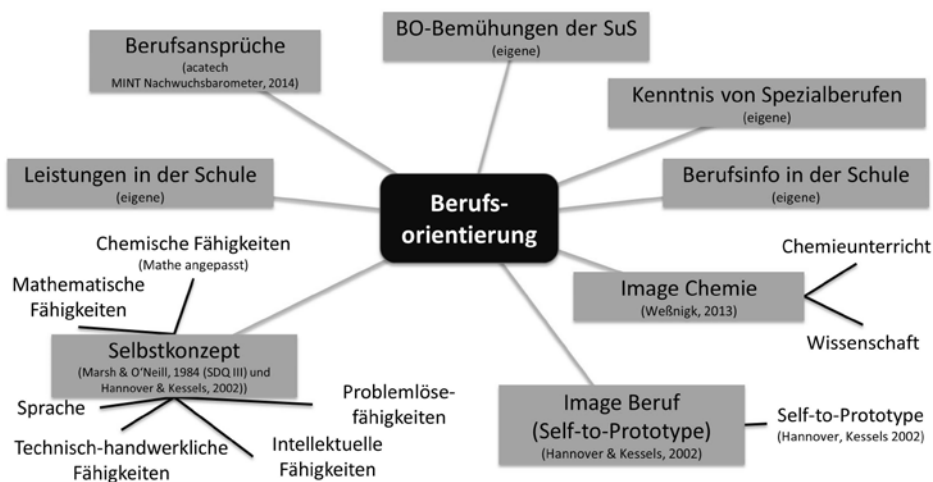 Berufsansprüche
(acatech
MINT Nachwuchsbarometer, 2014)
BO-Bemühungen der SuS
(eigene)
Kenntnis von Spezialberufen
(eigene)
Leistungen in der Schule
(eigene)
Berufs-
orientierung
Berufsinfo in der Schule
(eigene)
Chemische Fähigkeiten
(Mathe angepasst)
Mathematische
Fähigkeiten
Selbstkonzept
(Marsh & O'Neill, 1984 (SDQ III) und
Hannover & Kessels, 2002))
Sprache
Technisch-handwerkliche
Fähigkeiten
Intellektuelle
Fähigkeiten
Problemlöse-
fähigkeiten
Image Chemie
(Weßnigk, 2013)
Chemieunterricht
Wissenschaft
Image Beruf
(Self-to-Prototype)
(Hannover & Kessels, 2002)
Self-to-Prototype
(Hannover, Kessels 2002)